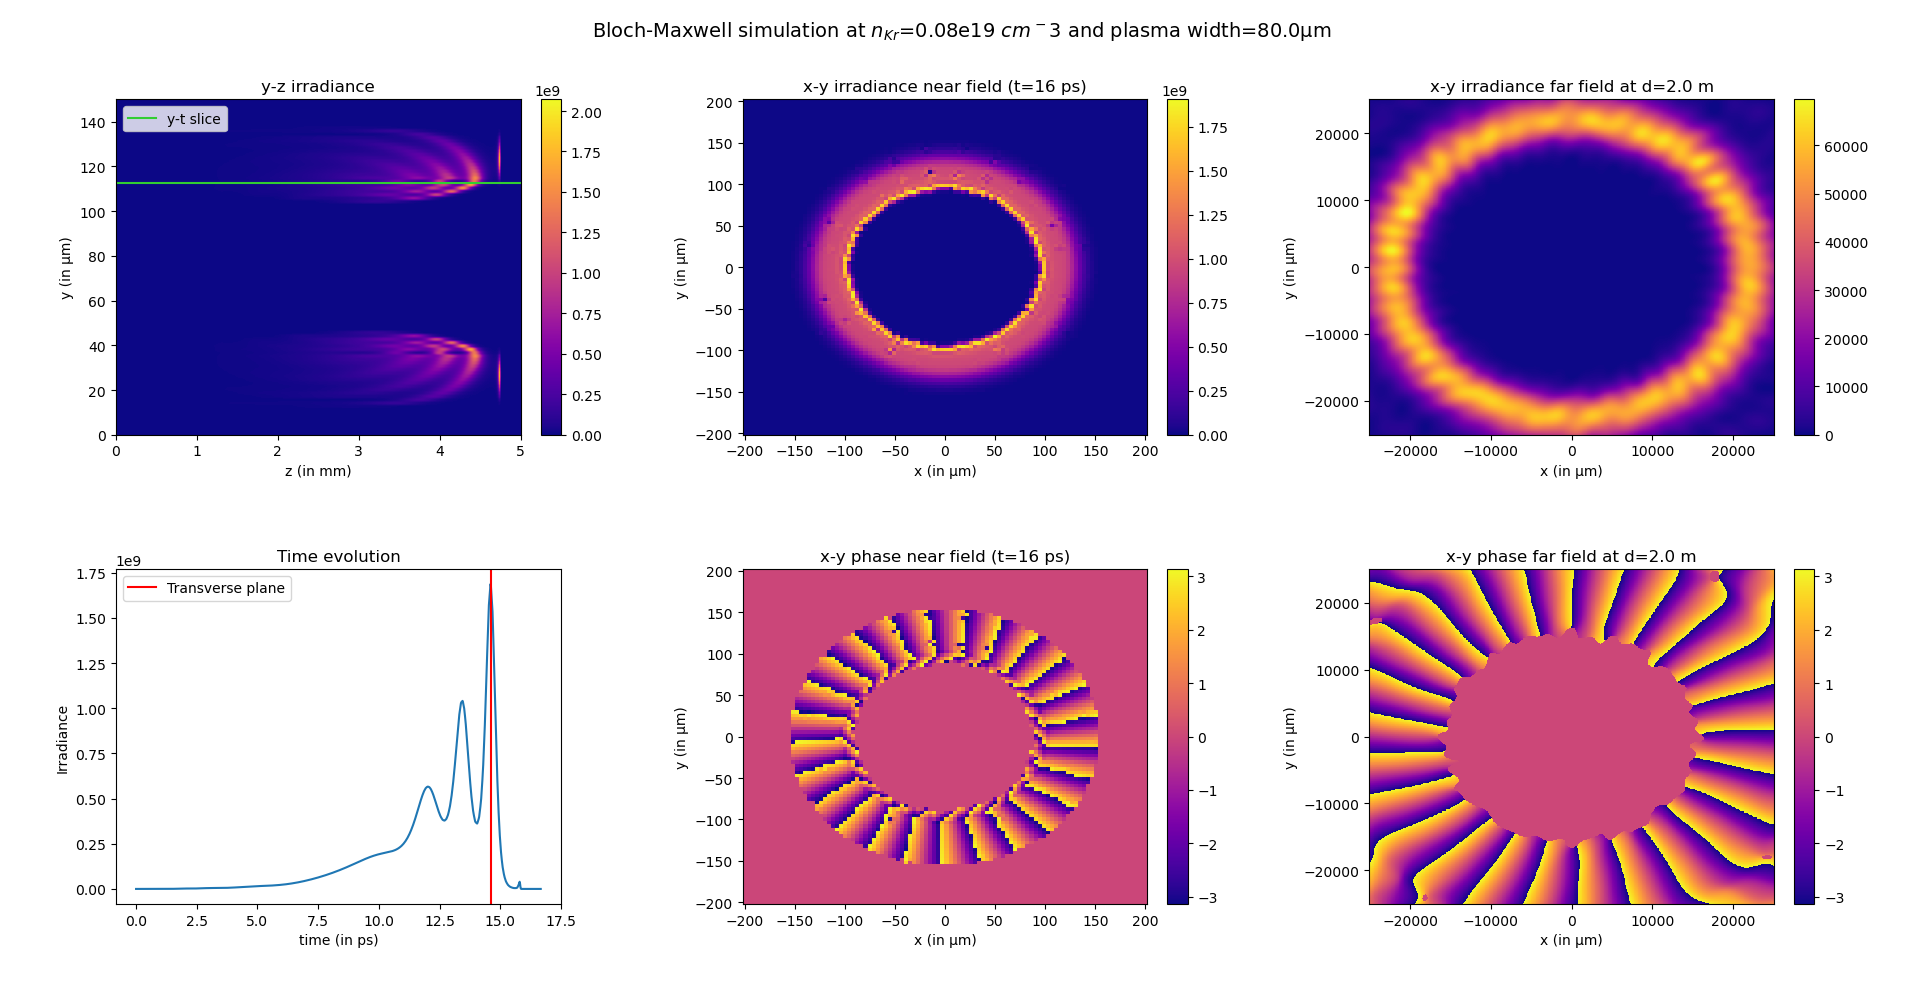 Bloch-Maxwell simulation at n_Kr=0.08e19 cm^-3 and plasma width=80.0μm
y-z irradiance
1e9
y-t slice
140
120
100
80
60
40
20
0
y (in μm)
0 1 2 3 4 5
z (in mm)
2.00
1.75
1.50
1.25
1.00
0.75
0.50
0.25
0.00
x-y irradiance near field (t=16 ps)
1e9
200
150
100
50
0
−50
−100
−150
−200
y (in μm)
−200 −150 −100 −50 0 50 100 150 200
x (in μm)
1.75
1.50
1.25
1.00
0.75
0.50
0.25
0.00
x-y irradiance far field at d=2.0 m
20000
10000
0
−10000
−20000
y (in μm)
−20000 −10000 0 10000 20000
x (in μm)
60000
50000
40000
30000
20000
10000
0
Time evolution
1e9
Transverse plane
1.75
1.50
1.25
1.00
0.75
0.50
0.25
0.00
Irradiance
0.0 2.5 5.0 7.5 10.0 12.5 15.0 17.5
time (in ps)
x-y phase near field (t=16 ps)
200
150
100
50
0
−50
−100
−150
−200
y (in μm)
−200 −150 −100 −50 0 50 100 150 200
x (in μm)
3
2
1
0
−1
−2
−3
x-y phase far field at d=2.0 m
20000
10000
0
−10000
−20000
y (in μm)
−20000 −10000 0 10000 20000
x (in μm)
3
2
1
0
−1
−2
−3